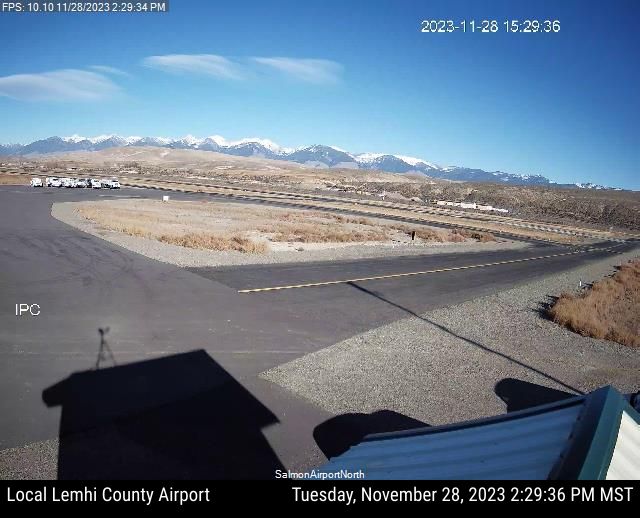 FPS: 10.10 11/28/2023 2:29:34 PM
2023-11-28 15:29:36
IPC
SalmonAirportNorth
Local Lemhi County Airport
Tuesday, November 28, 2023 2:29:36 PM MST